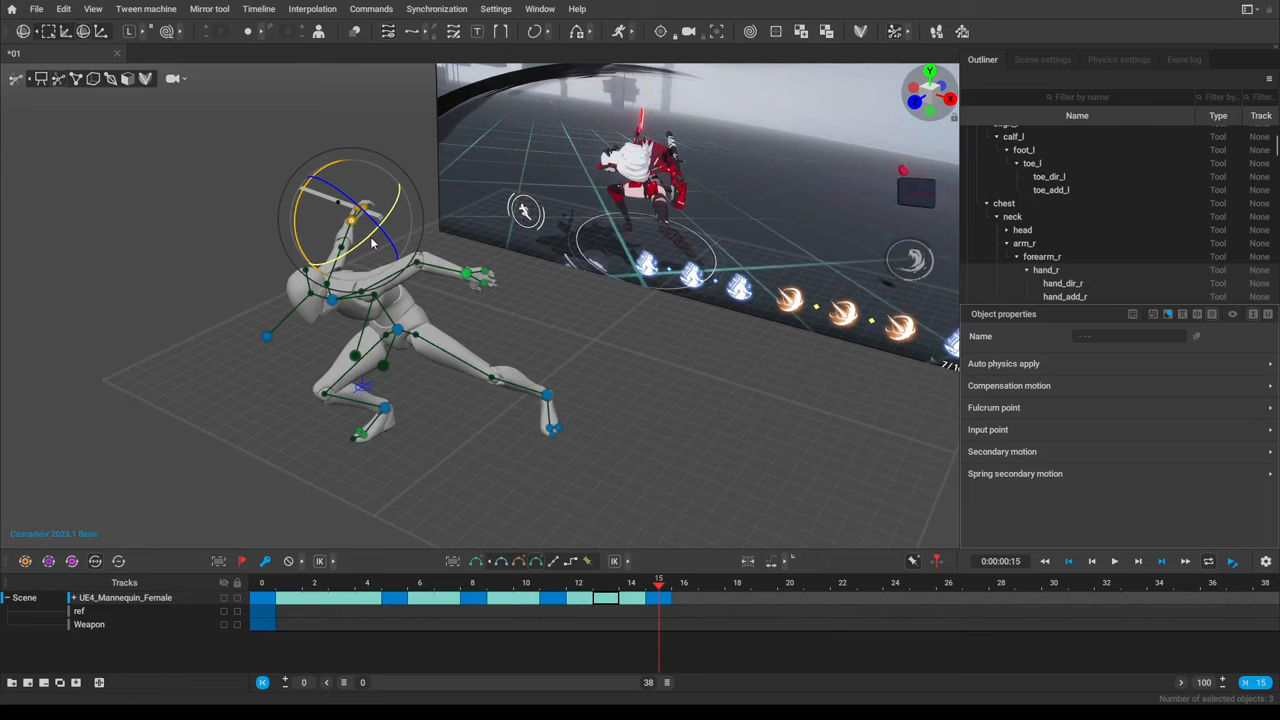 File Edit View Tween machine Mirror tool Timeline Interpolation Commands Synchronization Settings Window Help
*01
Outliner Scene settings Physics settings Event log
Filter by name Filter by... Filter...
Name Tool Track
calf_l Tool None
foot_l Tool None
toe_l Tool None
toe_dir_l Tool None
toe_add_l Tool None
chest Tool None
neck Tool None
head Tool None
arm_r Tool None
forearm_r Tool None
hand_r Tool None
hand_dir_r Tool None
hand_add_r Tool None
Object properties
Name ---
Auto physics apply
Compensation motion
Fulcrum point
Input point
Secondary motion
Spring secondary motion
Y
Z
X
L
T
Cascadeur 2023.1 Basic
IK IK 0:00:00:15
Tracks 0 2 4 6 8 10 12 14 15 16 18 20 22 24 26 28 30 32 34 36 38
Scene + UE4_Mannequin_Female
ref
Weapon
0 0 38 100 15
Number of selected objects: 3